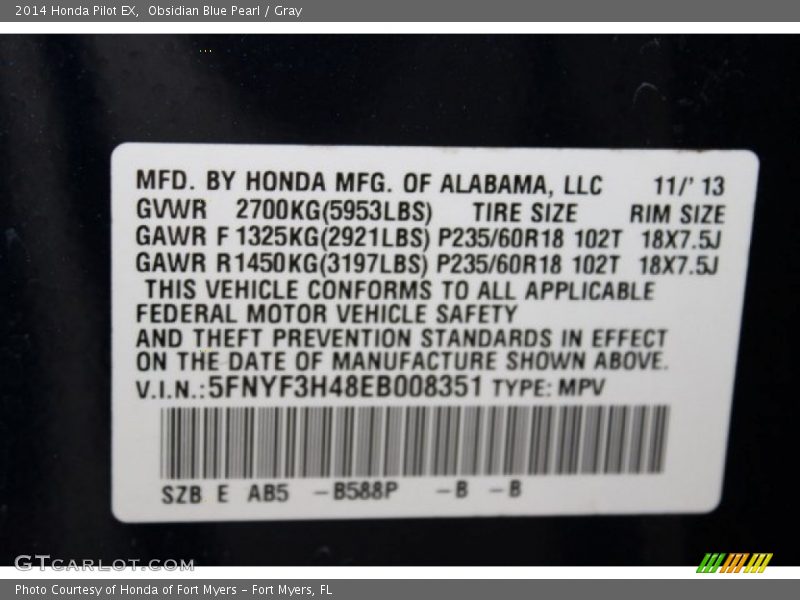 2014 Honda Pilot EX,  Obsidian Blue Pearl / Gray
MFD. BY HONDA MFG. OF ALABAMA, LLC 11/' 13
GVWR 2700KG(5953LBS) TIRE SIZE RIM SIZE
GAWR F 1325KG(2921LBS) P235/60R18 102T 18X7.5J
GAWR R1450KG(3197LBS) P235/60R18 102T 18X7.5J
THIS VEHICLE CONFORMS TO ALL APPLICABLE
FEDERAL MOTOR VEHICLE SAFETY
AND THEFT PREVENTION STANDARDS IN EFFECT
ON THE DATE OF MANUFACTURE SHOWN ABOVE.
V.I.N.:5FNYF3H48EB008351 TYPE: MPV
SZB E AB5 –B588P –B –B
GTCARLOT.COM
Photo Courtesy of Honda of Fort Myers – Fort Myers, FL